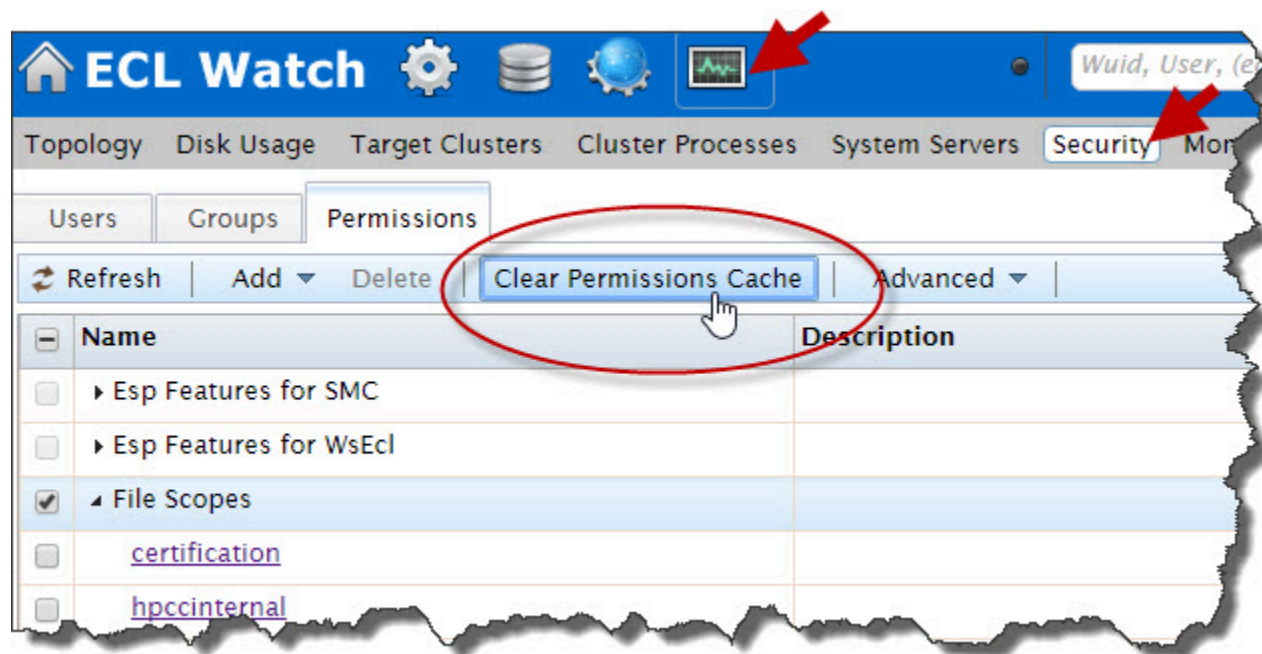 ECL Watch Wuid, User, (e
Topology Disk Usage Target Clusters Cluster Processes System Servers Security Mon
Users Groups Permissions
Refresh Add Delete Clear Permissions Cache Advanced
Name Description
Esp Features for SMC
Esp Features for WsEcl
File Scopes
certification
hpccinternal